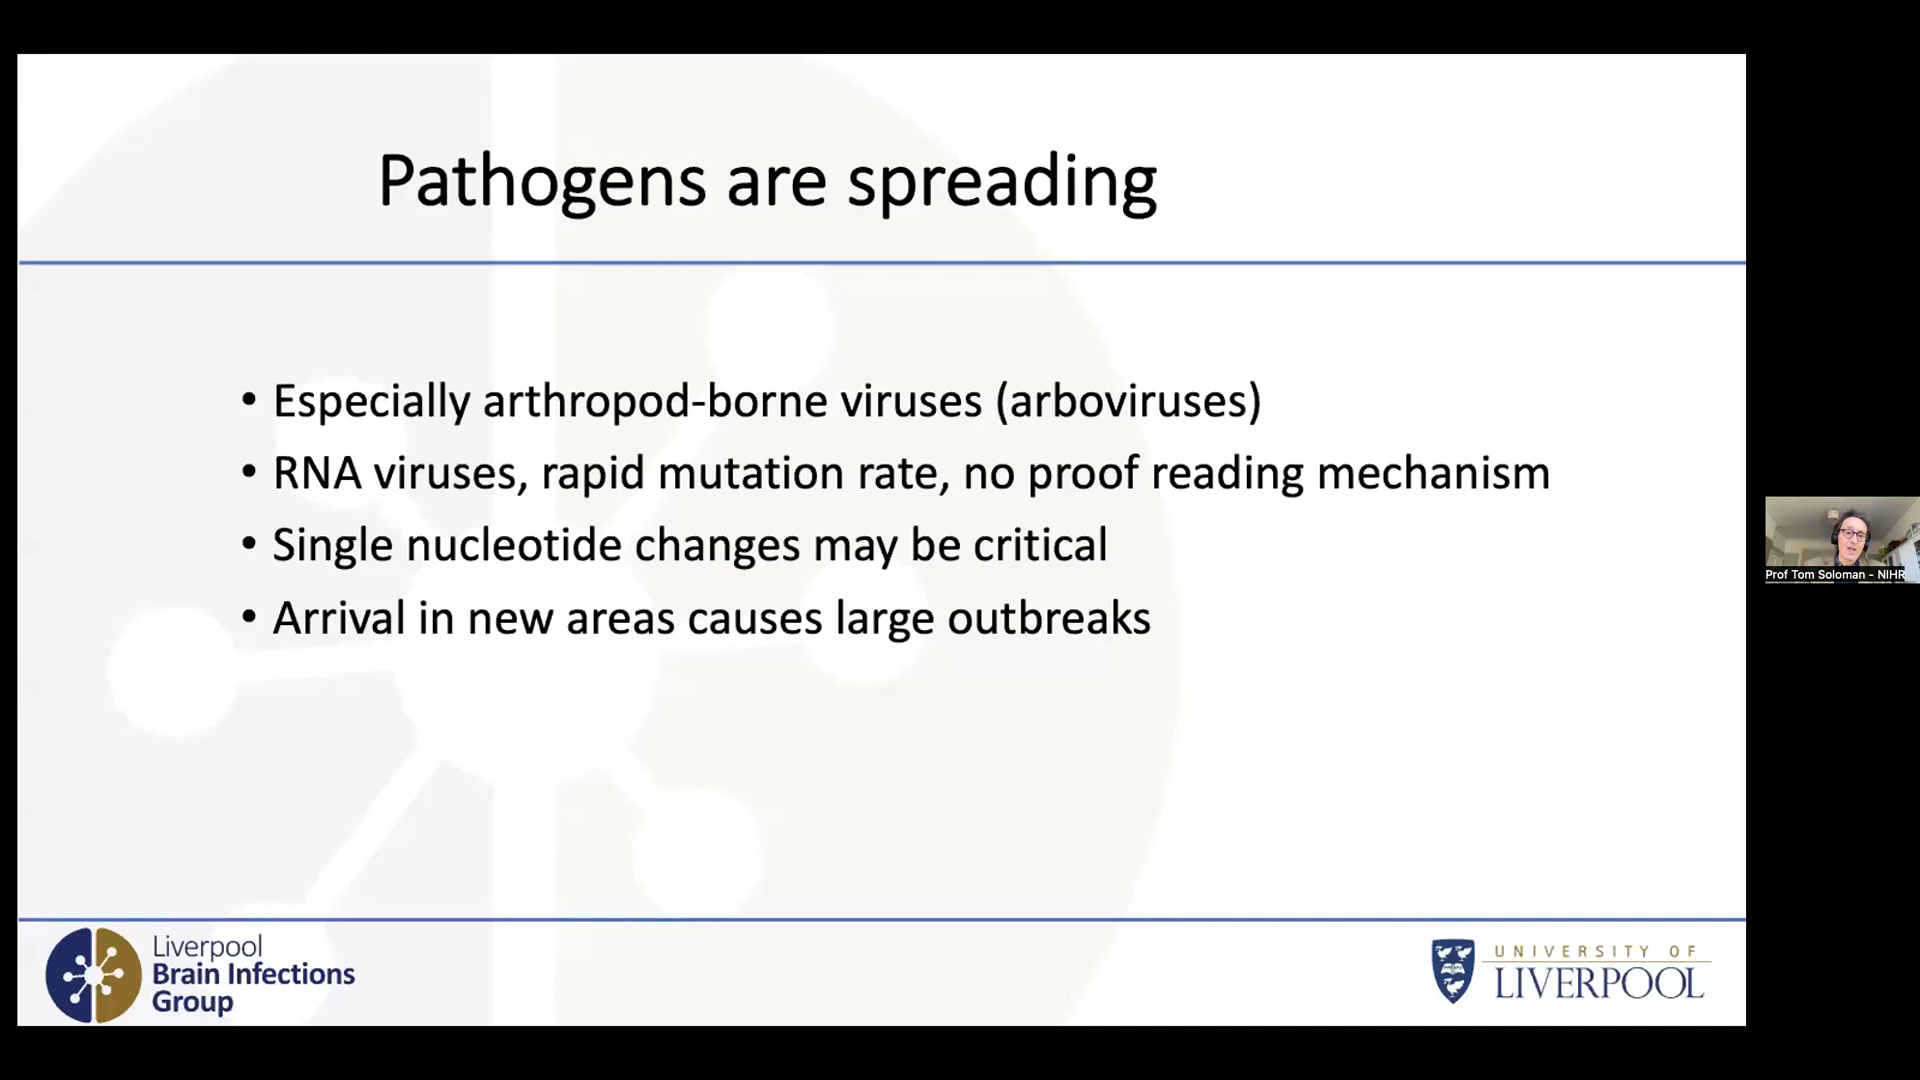 Pathogens are spreading
• Especially arthropod-borne viruses (arboviruses)
• RNA viruses, rapid mutation rate, no proof reading mechanism
• Single nucleotide changes may be critical
• Arrival in new areas causes large outbreaks
Prof Tom Soloman - NIHR
Liverpool
Brain Infections
Group
UNIVERSITY OF
LIVERPOOL